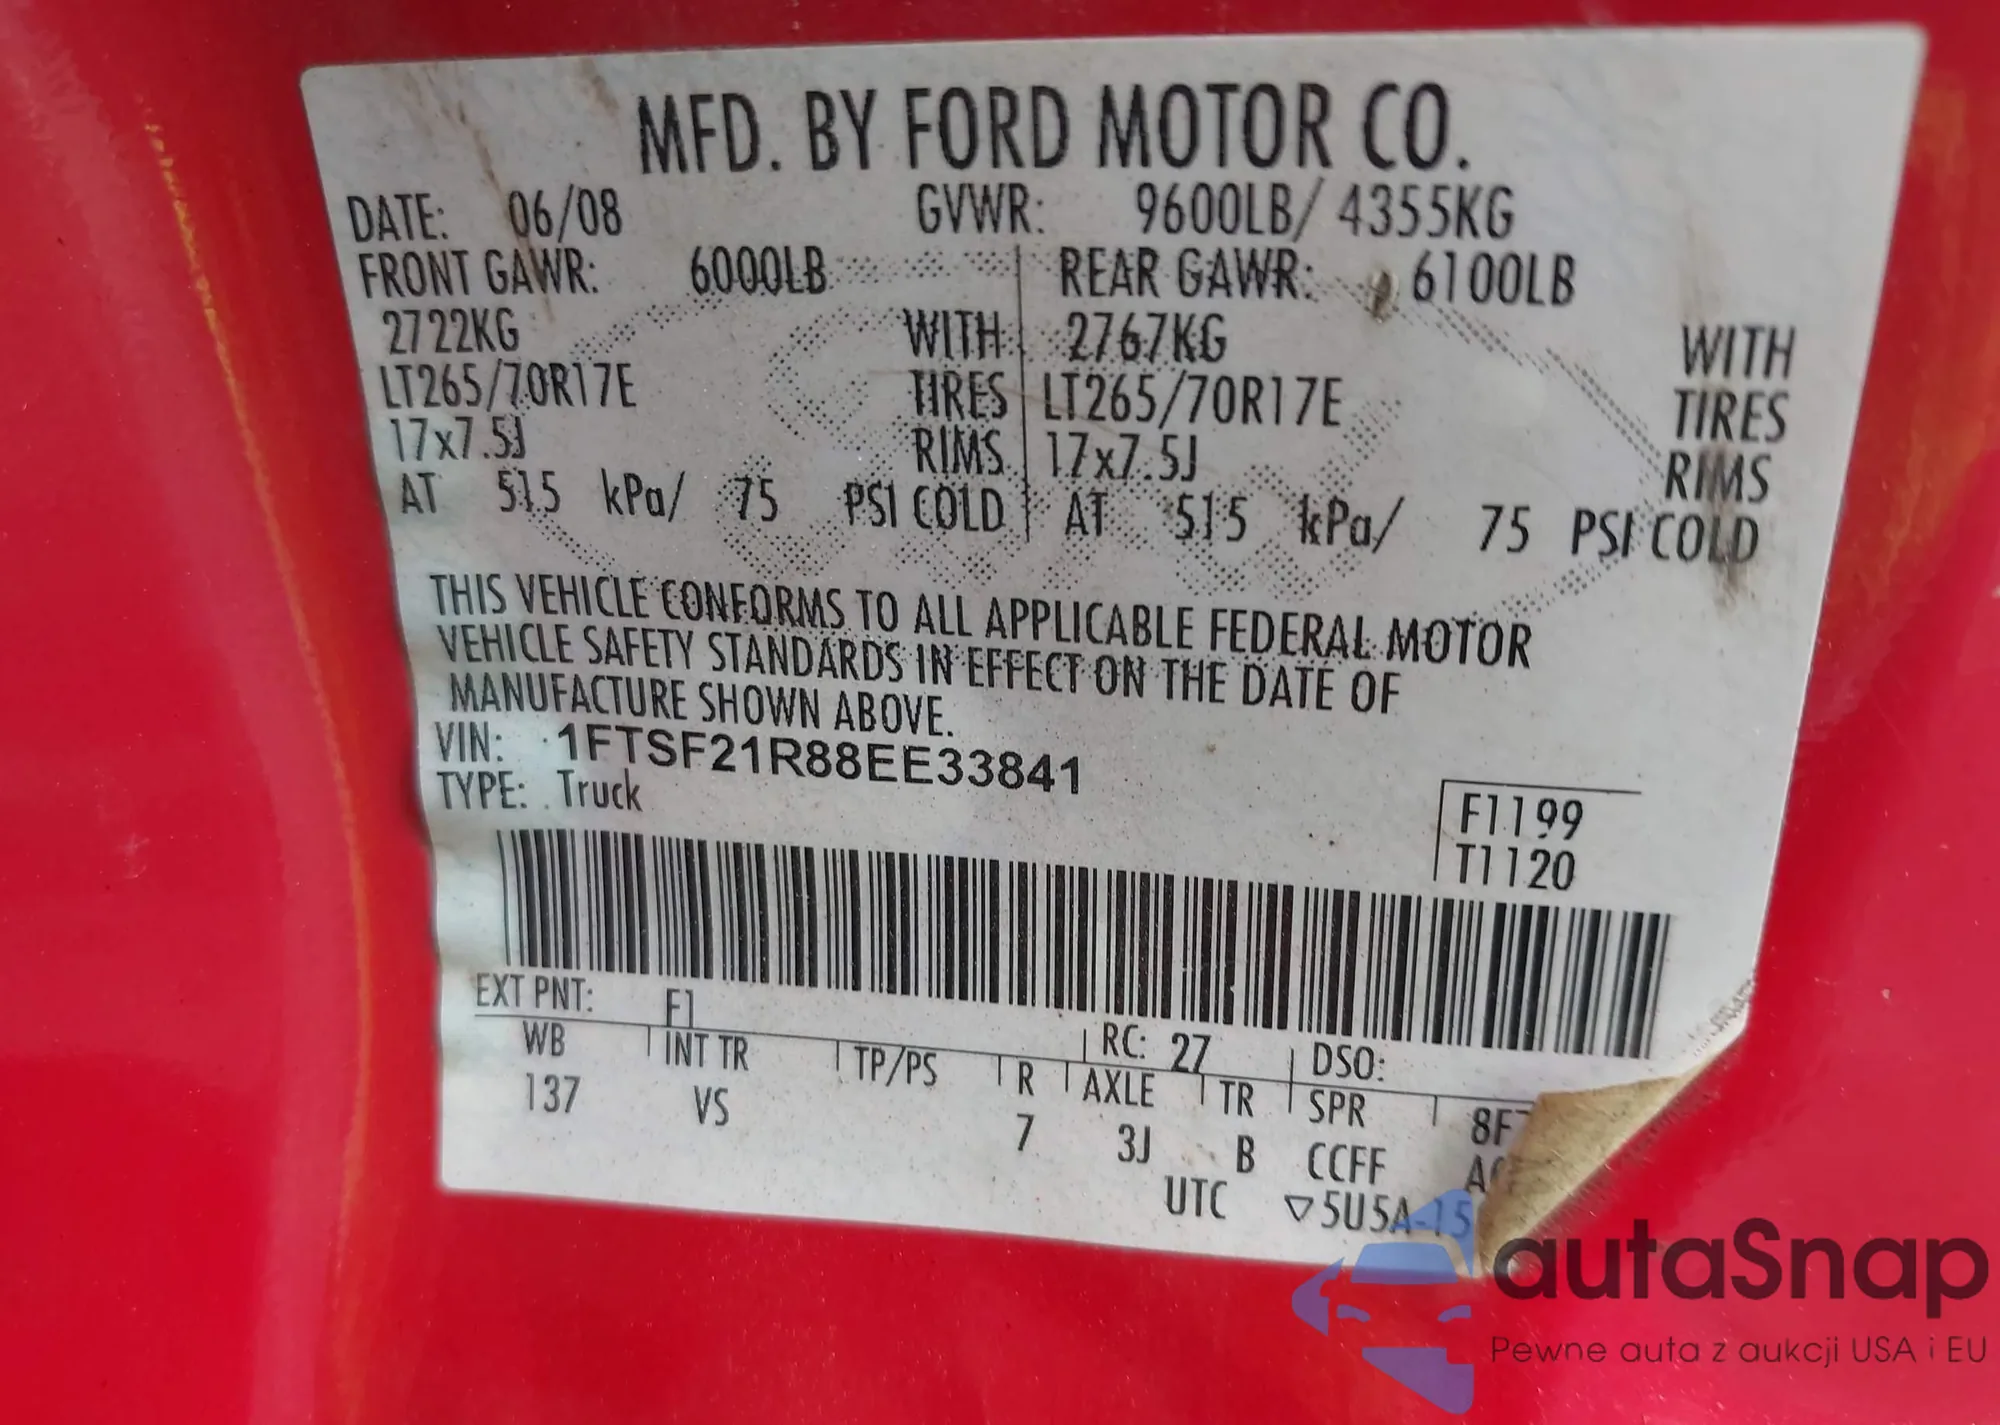 MFD. BY FORD MOTOR CO.
DATE: 06/08 GVWR: 9600LB/ 4355KG
FRONT GAWR: 6000LB REAR GAWR: 6100LB
2722KG WITH 2767KG WITH
LT265/70R17E TIRES LT265/70R17E TIRES
17x7.5J RIMS 17x7.5J RIMS
AT 515 kPa/ 75 PSI COLD AT 515 kPa/ 75 PSI COLD
THIS VEHICLE CONFORMS TO ALL APPLICABLE FEDERAL MOTOR
VEHICLE SAFETY STANDARDS IN EFFECT ON THE DATE OF
MANUFACTURE SHOWN ABOVE.
VIN: 1FTSF21R88EE33841
TYPE: Truck
F1199
T1120
EXT PNT: F1 RC: 27 DSO:
WB INT TR TP/PS R AXLE TR SPR
137 VS 7 3J B CCFF
UTC ▽5U5A-15
autaSnap
Pewne auta z aukcji USA i EU